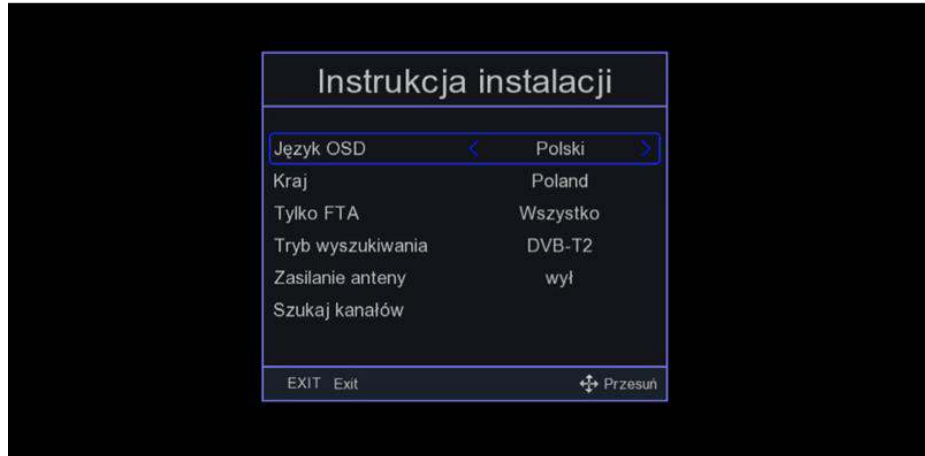 Instrukcja instalacji
Język OSD < Polski >
Kraj Poland
Tylko FTA Wszystko
Tryb wyszukiwania DVB-T2
Zasilanie anteny wył
Szukaj kanałów
EXIT Exit Przesuń